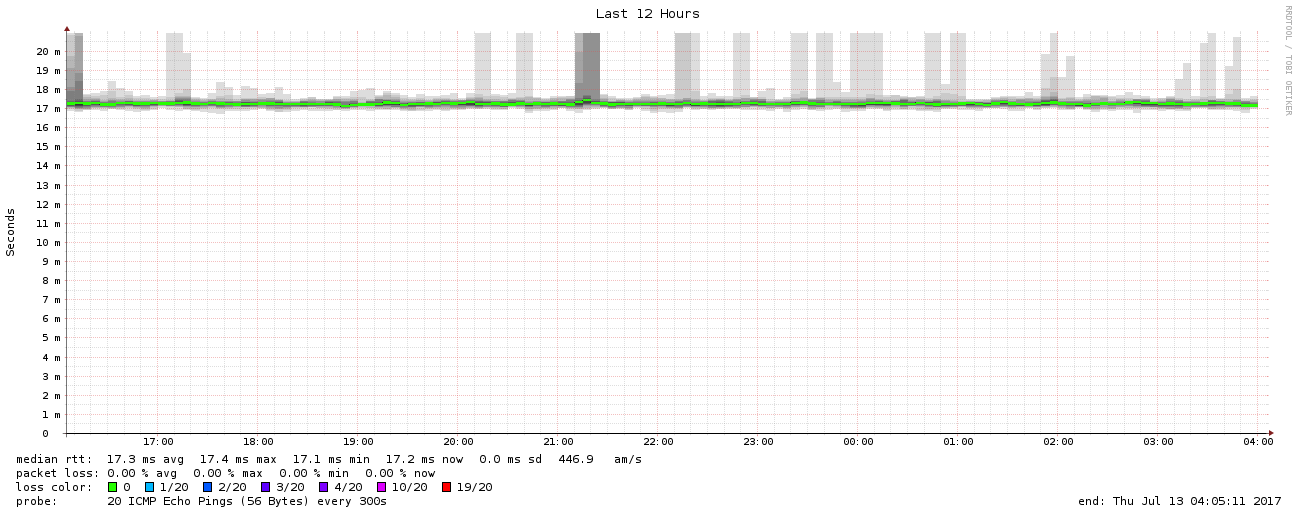 Last 12 Hours
RRDTOOL / TOBI OETIKER
Seconds
20 m
19 m
18 m
17 m
16 m
15 m
14 m
13 m
12 m
11 m
10 m
9 m
8 m
7 m
6 m
5 m
4 m
3 m
2 m
1 m
0
17:00 18:00 19:00 20:00 21:00 22:00 23:00 00:00 01:00 02:00 03:00 04:00
median rtt: 17.3 ms avg 17.4 ms max 17.1 ms min 17.2 ms now 0.0 ms sd 446.9 am/s
packet loss: 0.00 % avg 0.00 % max 0.00 % min 0.00 % now
loss color: 0 1/20 2/20 3/20 4/20 10/20 19/20
probe: 20 ICMP Echo Pings (56 Bytes) every 300s end: Thu Jul 13 04:05:11 2017